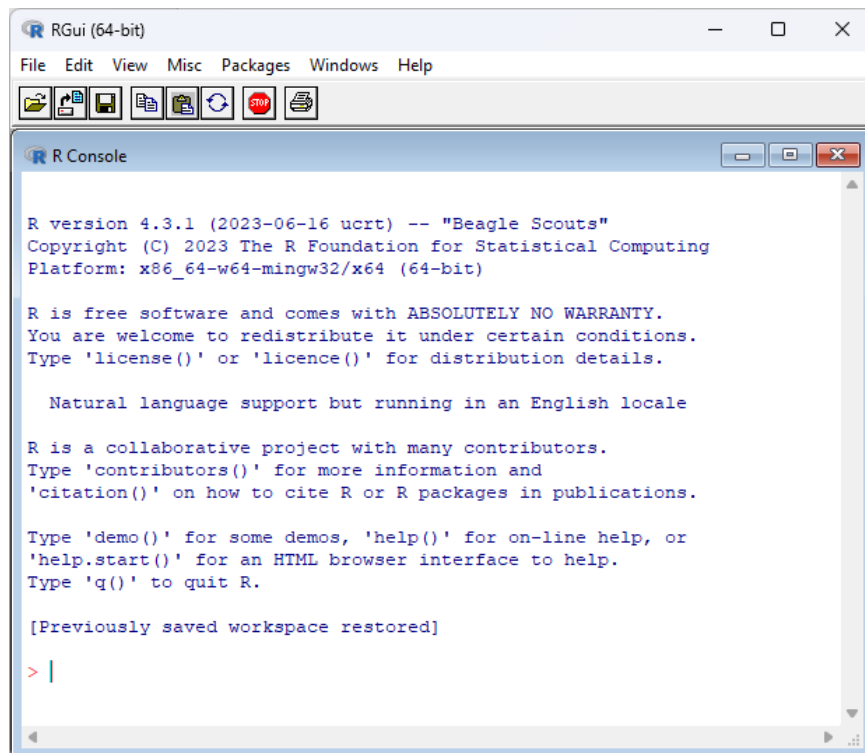 RGui (64-bit)
File Edit View Misc Packages Windows Help
STOP
R Console
R version 4.3.1 (2023-06-16 ucrt) -- "Beagle Scouts"
Copyright (C) 2023 The R Foundation for Statistical Computing
Platform: x86_64-w64-mingw32/x64 (64-bit)
R is free software and comes with ABSOLUTELY NO WARRANTY.
You are welcome to redistribute it under certain conditions.
Type 'license()' or 'licence()' for distribution details.
Natural language support but running in an English locale
R is a collaborative project with many contributors.
Type 'contributors()' for more information and
'citation()' on how to cite R or R packages in publications.
Type 'demo()' for some demos, 'help()' for on-line help, or
'help.start()' for an HTML browser interface to help.
Type 'q()' to quit R.
[Previously saved workspace restored]
>